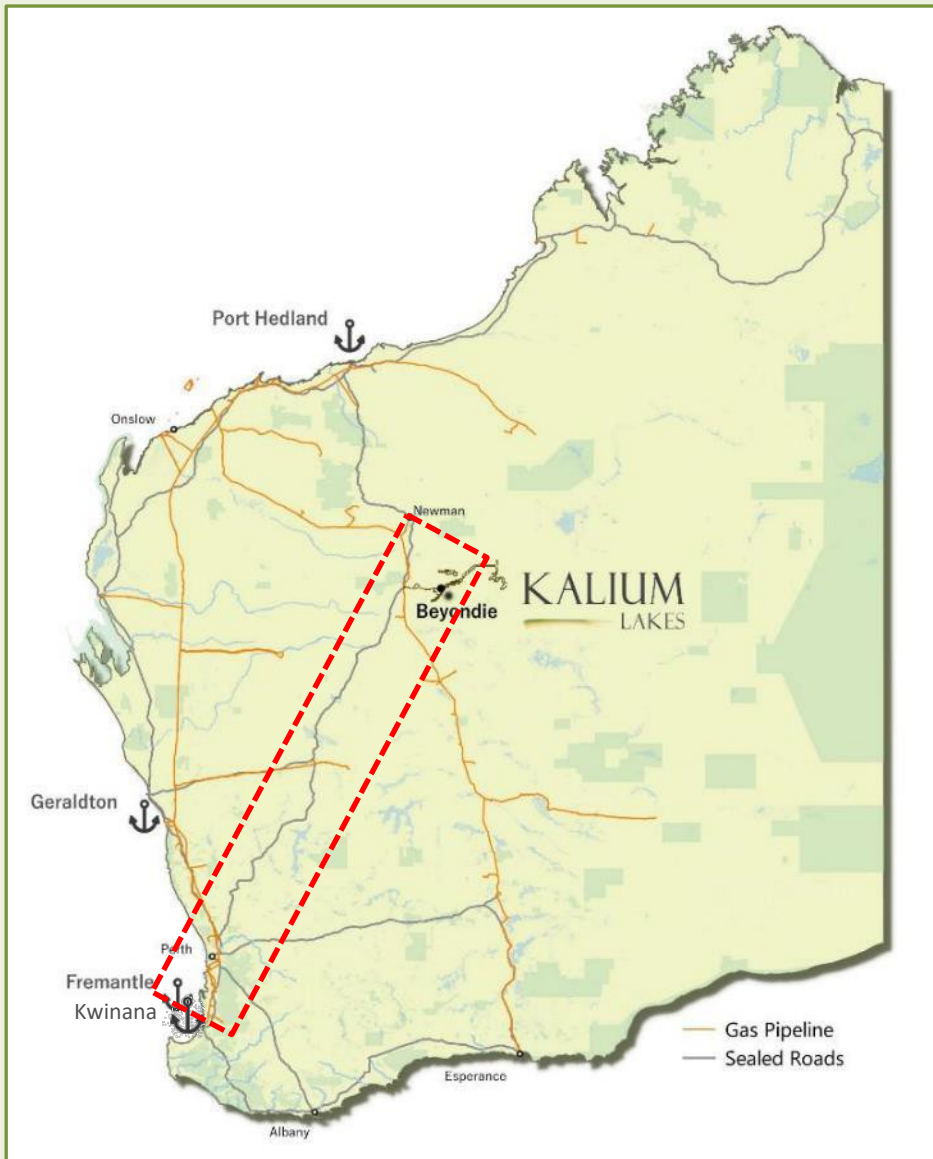 Port Hedland
Onslow
Newman
KALIUM
LAKES
Beyondie
Geraldton
Perth
Fremantle
Kwinana
Gas Pipeline
Sealed Roads
Esperance
Albany